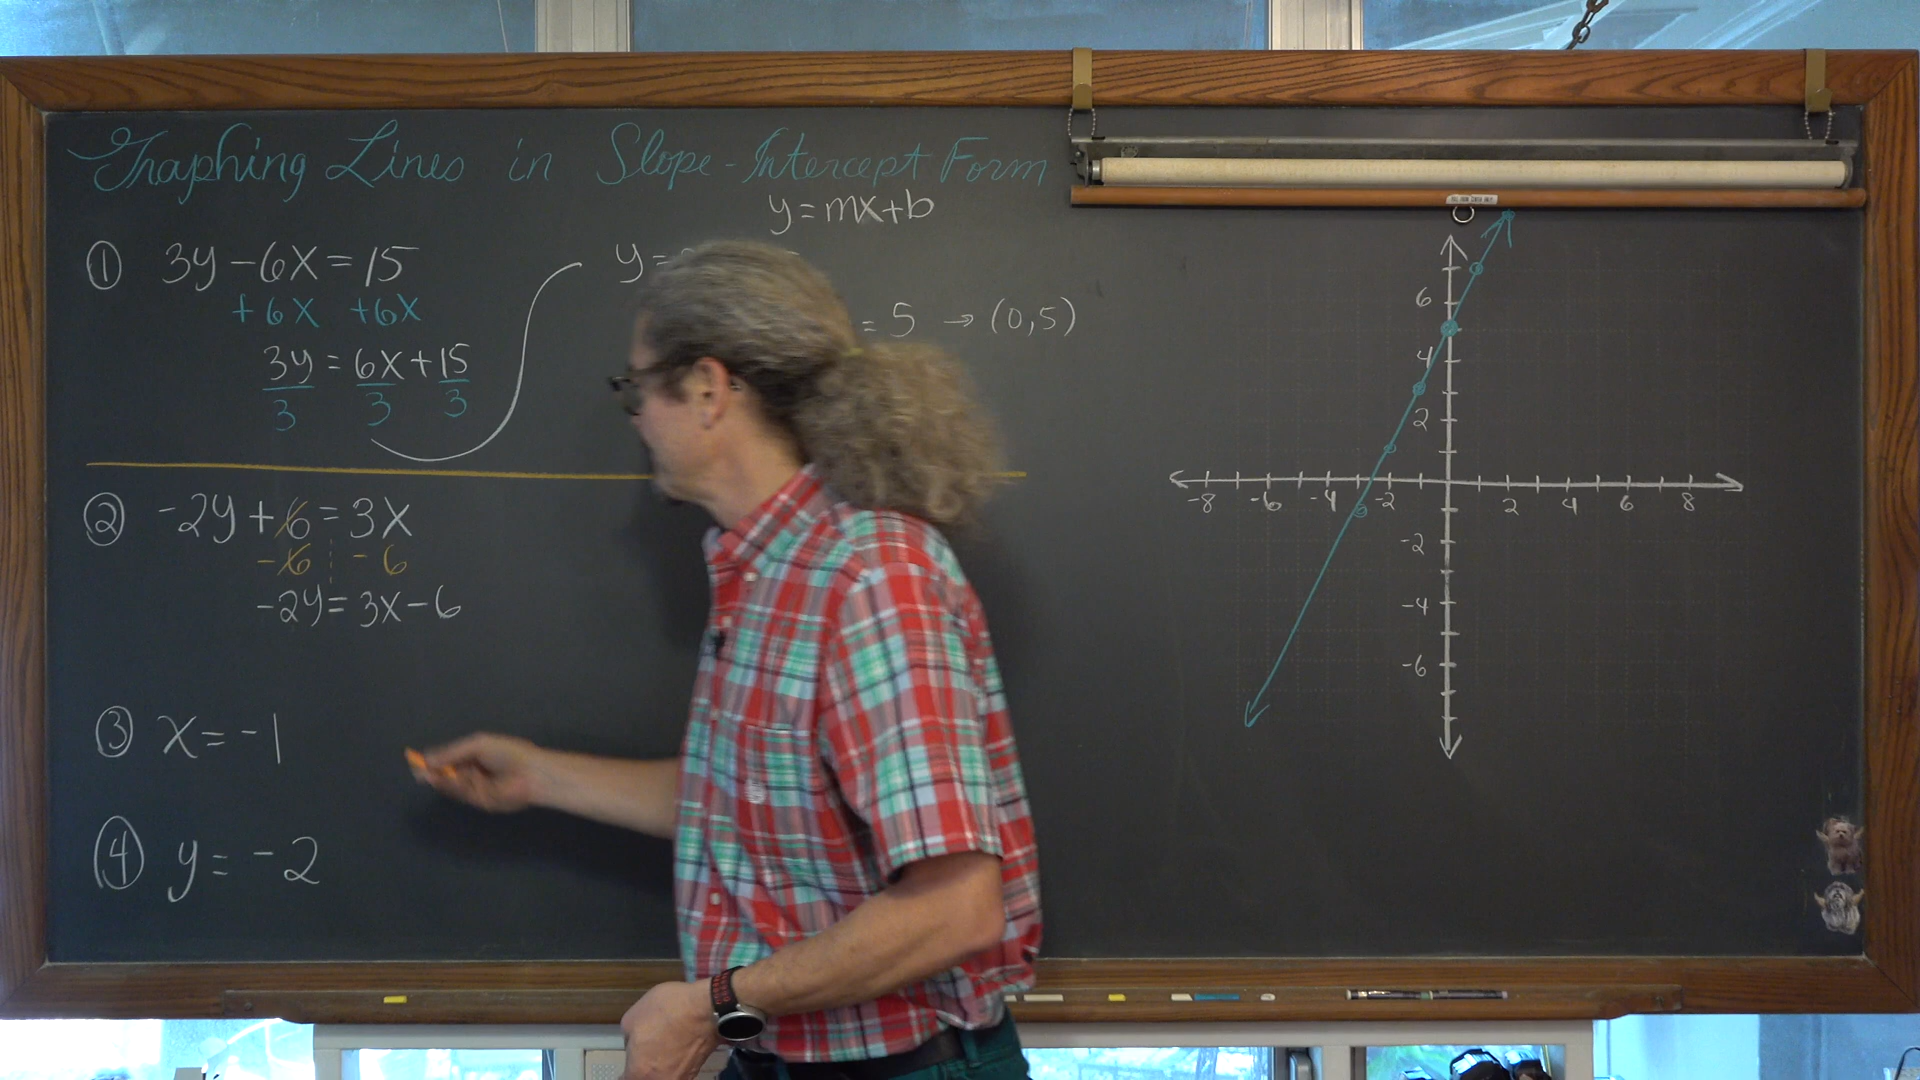 Graphing Lines in Slope-Intercept Form
y=mx+b
① 3y-6x=15
+6x +6x
3y=6x+15
3 3 3
y=
=5 → (0,5)
② -2y+6=3x
-6 -6
-2y=3x-6
③ x=-1
④ y=-2
6
4
2
-8 -6 -4 -2 2 4 6 8
-2
-4
-6